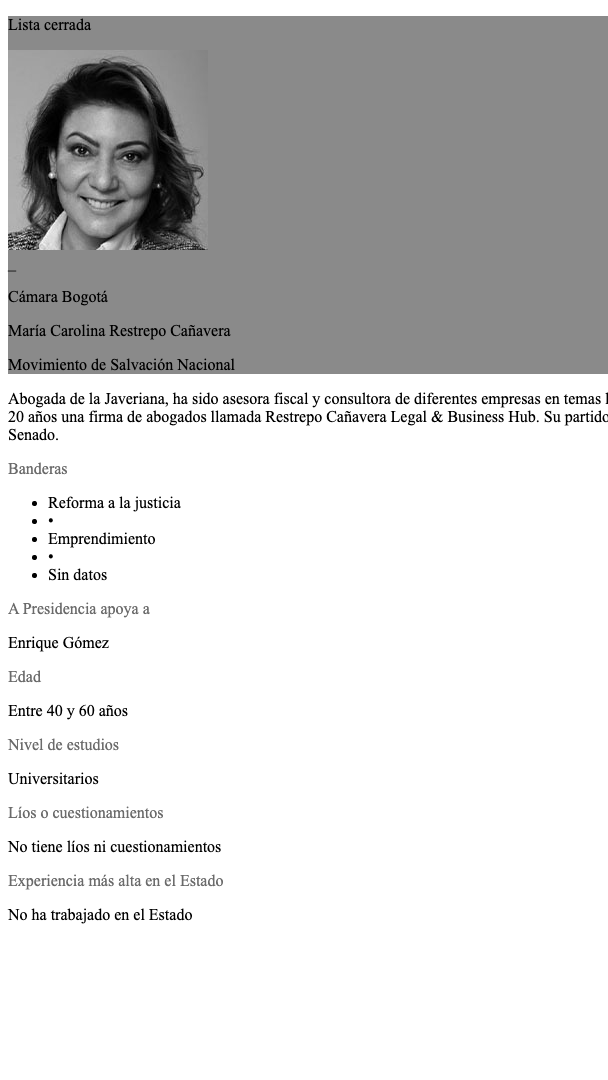 Lista cerrada
_
Cámara Bogotá
María Carolina Restrepo Cañavera
Movimiento de Salvación Nacional
Abogada de la Javeriana, ha sido asesora fiscal y consultora de diferentes empresas en temas
20 años una firma de abogados llamada Restrepo Cañavera Legal & Business Hub. Su partido
Senado.
Banderas
• Reforma a la justicia
• •
• Emprendimiento
• •
• Sin datos
A Presidencia apoya a
Enrique Gómez
Edad
Entre 40 y 60 años
Nivel de estudios
Universitarios
Líos o cuestionamientos
No tiene líos ni cuestionamientos
Experiencia más alta en el Estado
No ha trabajado en el Estado